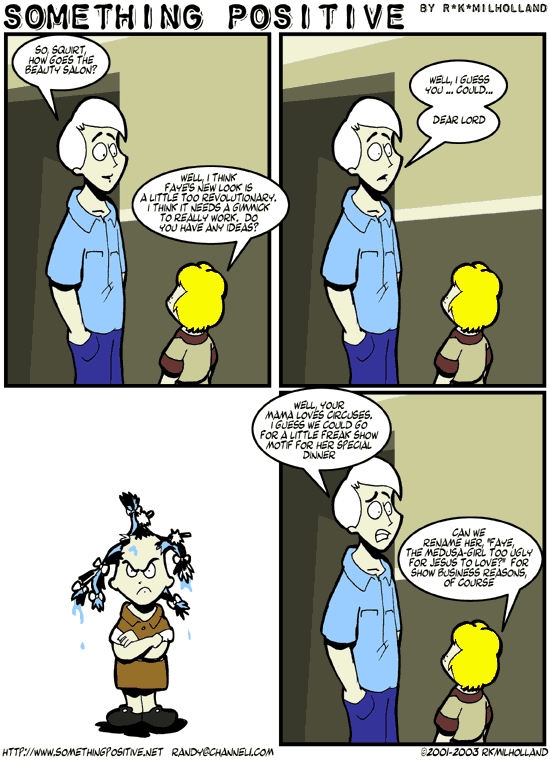 SOMETHING POSITIVE BY R*K*MILHOLLAND
SO, SQUIRT,
HOW GOES THE
BEAUTY SALON?
WELL, I THINK
FAYE'S NEW LOOK IS
A LITTLE TOO REVOLUTIONARY.
I THINK IT NEEDS A GIMMICK
TO REALLY WORK. DO
YOU HAVE ANY IDEAS?
WELL, I GUESS
YOU ... COULD...
DEAR LORD
WELL, YOUR
MAMA LOVES CIRCUSES.
I GUESS WE COULD GO
FOR A LITTLE FREAK SHOW
MOTIF FOR HER SPECIAL
DINNER
CAN WE
RENAME HER, "FAYE,
THE MEDUSA-GIRL TOO UGLY
FOR JESUS TO LOVE?" FOR
SHOW BUSINESS REASONS,
OF COURSE
HTTP://WWW.SOMETHINGPOSITIVE.NET RANDY@CHANNEL1.COM ©2001-2003 RKMILHOLLAND